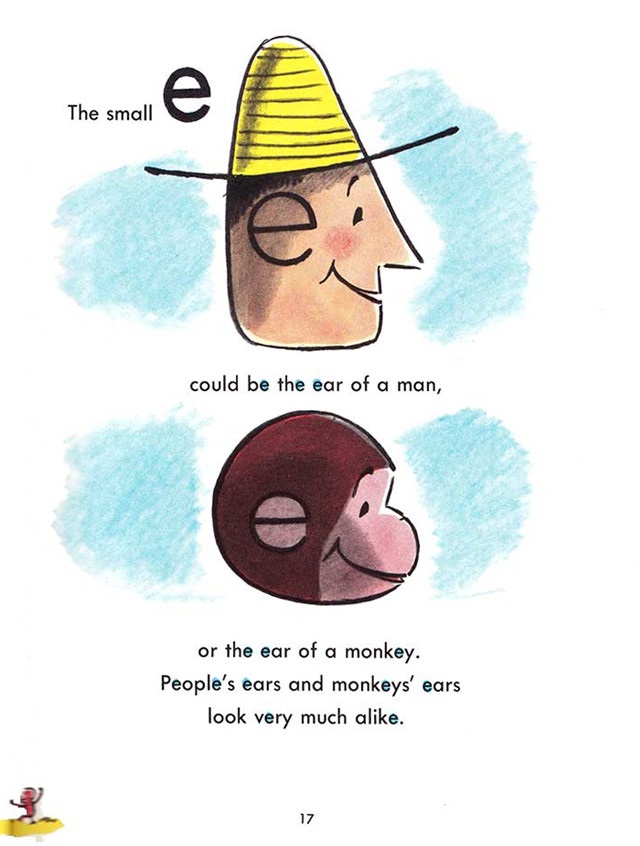 The small e
could be the ear of a man,
or the ear of a monkey.
People's ears and monkeys' ears
look very much alike.
17